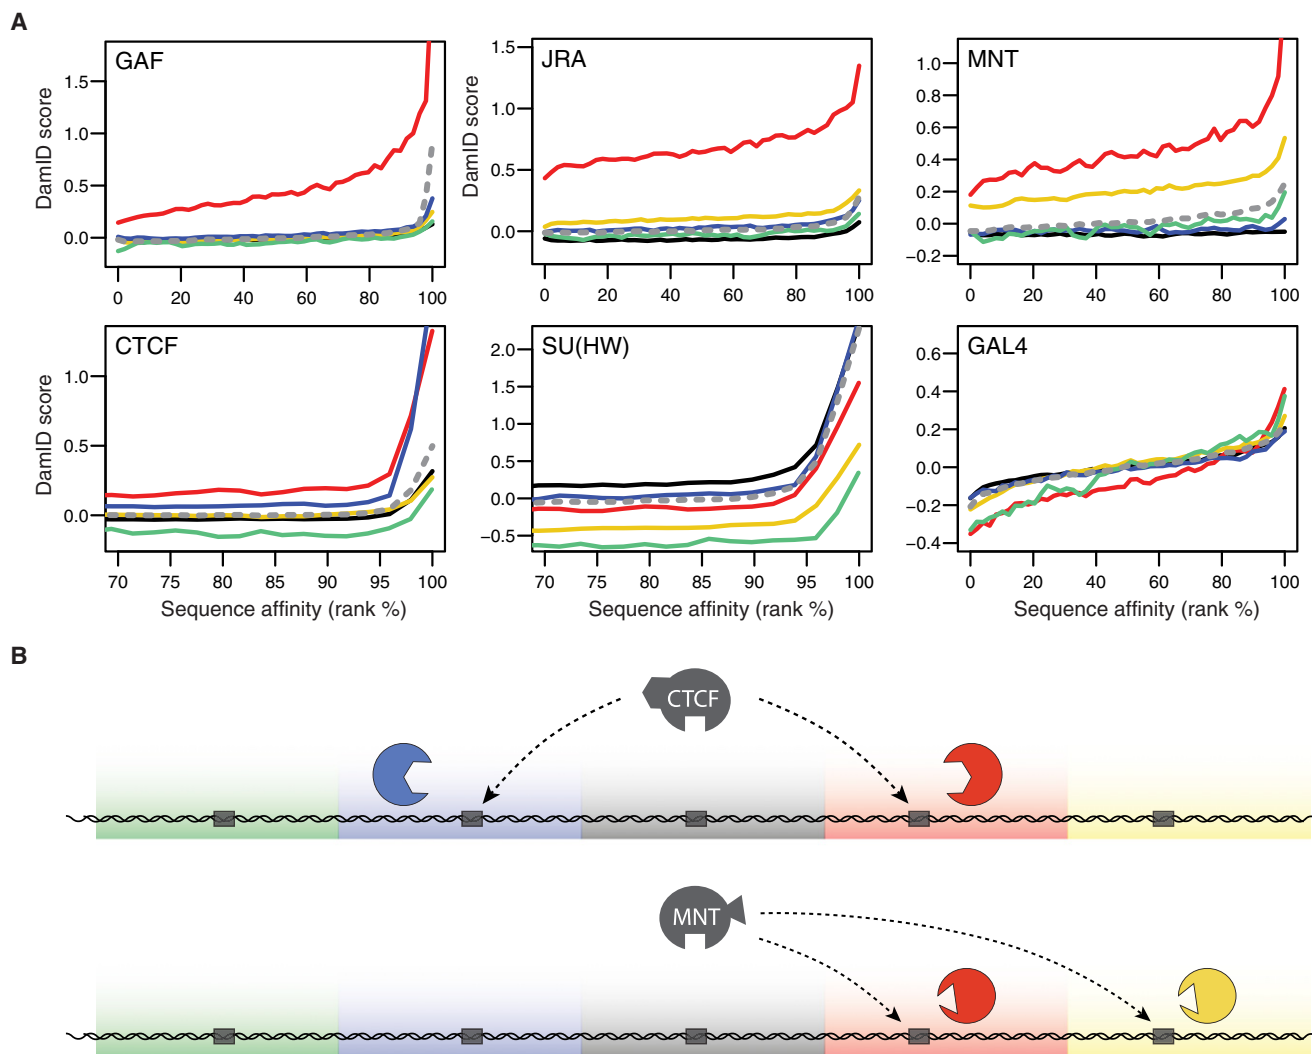 A
GAF
DamID score
1.5
1.0
0.5
0.0
0 20 40 60 80 100
JRA
DamID score
1.5
1.0
0.5
0.0
0 20 40 60 80 100
MNT
1.0
0.8
0.6
0.4
0.2
0.0
−0.2
0 20 40 60 80 100
CTCF
DamID score
1.0
0.5
0.0
70 75 80 85 90 95 100
Sequence affinity (rank %)
SU(HW)
2.0
1.5
1.0
0.5
0.0
−0.5
70 75 80 85 90 95 100
Sequence affinity (rank %)
GAL4
0.6
0.4
0.2
0.0
−0.2
−0.4
0 20 40 60 80 100
Sequence affinity (rank %)
B
CTCF
MNT